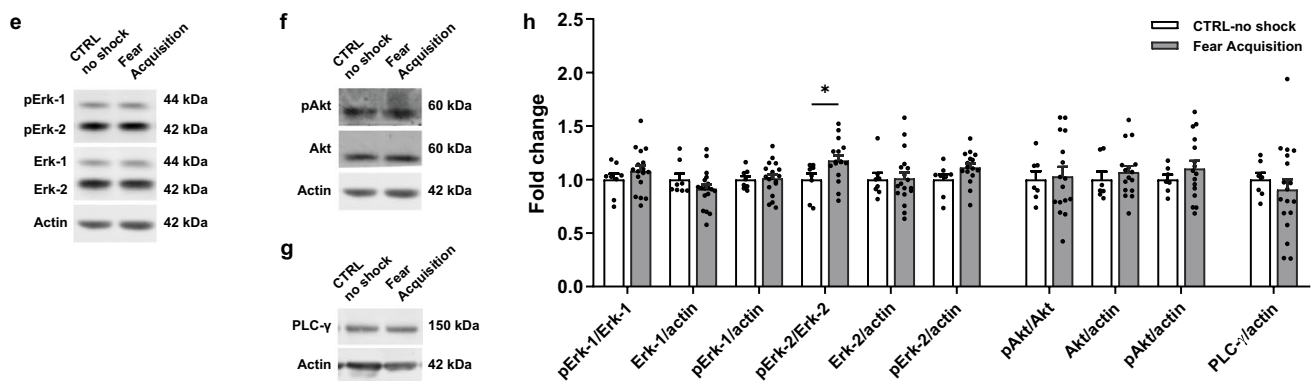 e
CTRL
no shock
Fear
Acquisition
pErk-1
44 kDa
pErk-2
42 kDa
Erk-1
44 kDa
Erk-2
42 kDa
Actin
42 kDa
f
CTRL
no shock
Fear
Acquisition
pAkt
60 kDa
Akt
60 kDa
Actin
42 kDa
g
CTRL
no shock
Fear
Acquisition
PLC-γ
150 kDa
Actin
42 kDa
h
CTRL-no shock
Fear Acquisition
Fold change
2.5
2.0
1.5
1.0
0.5
0.0
*
pErk-1/Erk-1
Erk-1/actin
pErk-1/actin
pErk-2/Erk-2
Erk-2/actin
pErk-2/actin
pAkt/Akt
Akt/actin
pAkt/actin
PLC-γ/actin